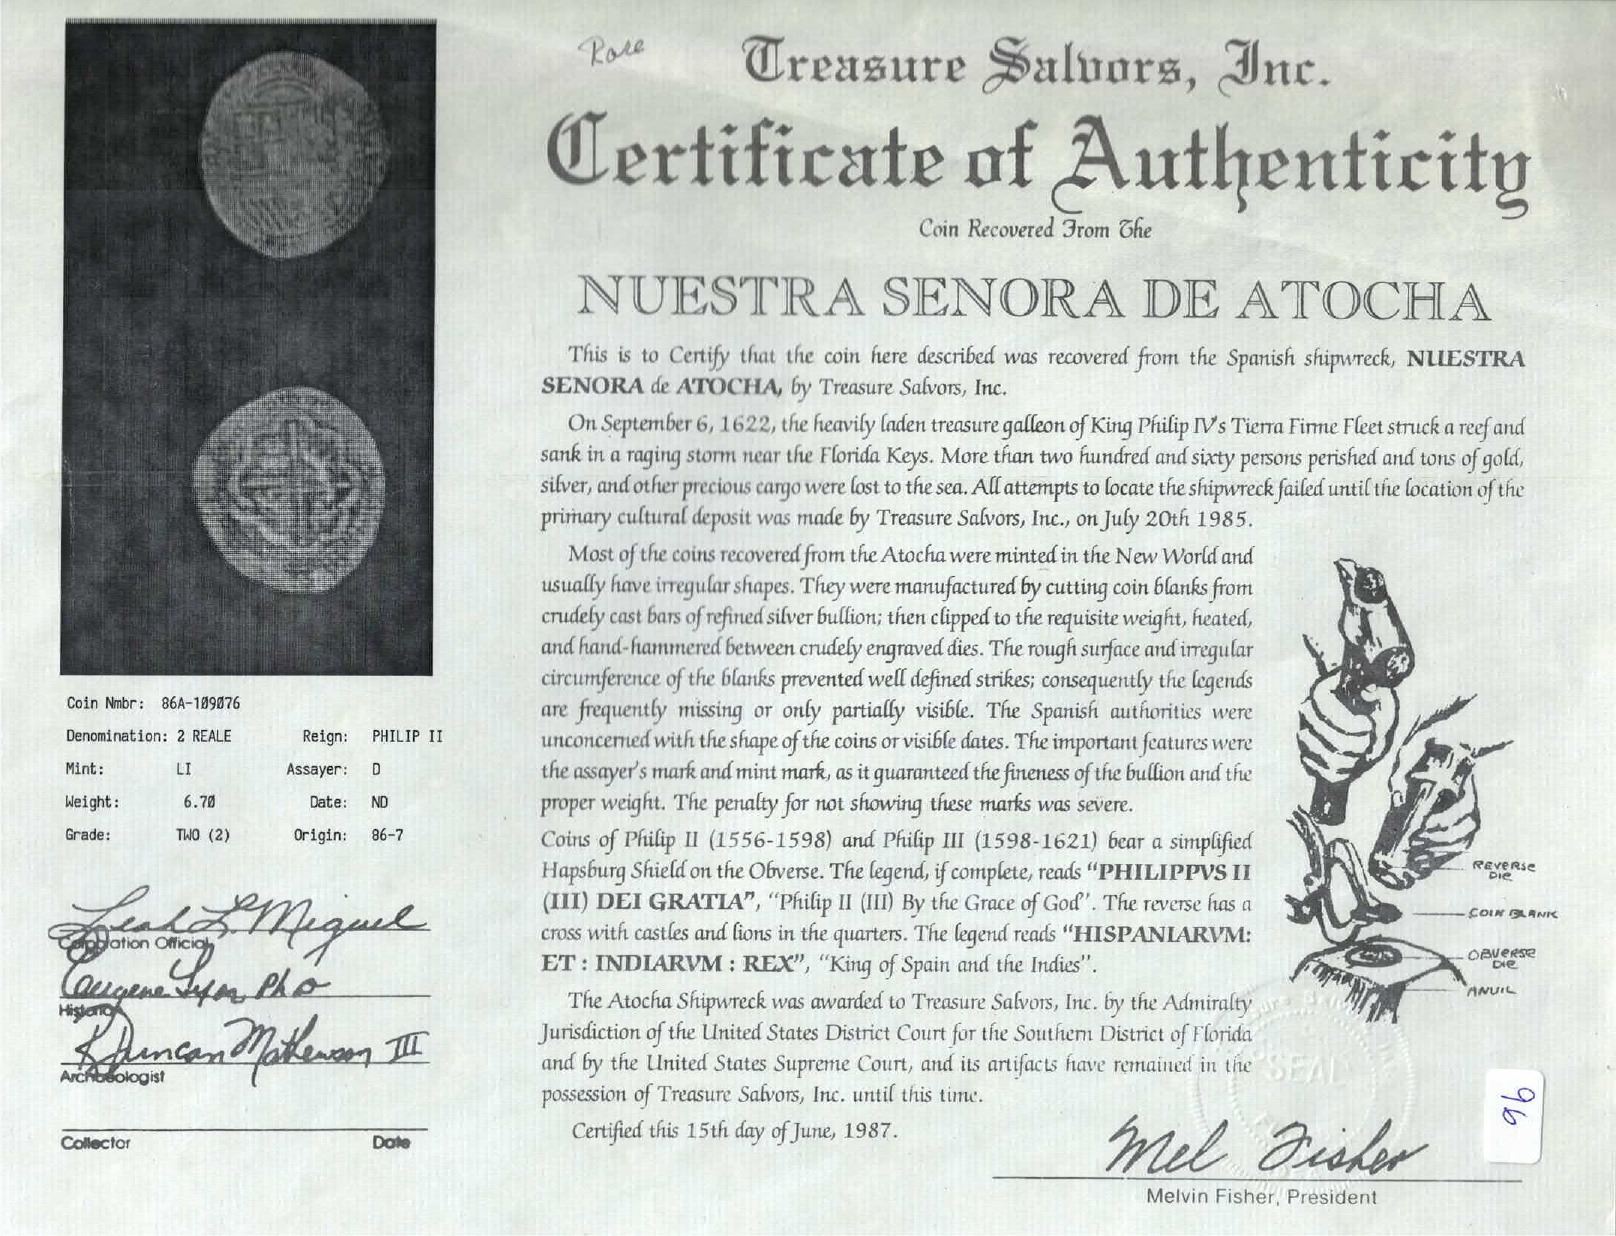 Rare
Treasure Salvors, Inc.
Certificate of Authenticity
Coin Recovered From The
NUESTRA SENORA DE ATOCHA
This is to Certify that the coin here described was recovered from the Spanish shipwreck, NUESTRA
SENORA de ATOCHA, by Treasure Salvors, Inc.
On September 6, 1622, the heavily laden treasure galleon of King Philip IV's Tierra Firme Fleet struck a reef and
sank in a raging storm near the Florida Keys. More than two hundred and sixty persons perished and tons of gold,
silver, and other precious cargo were lost to the sea. All attempts to locate the shipwreck failed until the location of the
primary cultural deposit was made by Treasure Salvors, Inc., on July 20th 1985.
Most of the coins recovered from the Atocha were minted in the New World and
usually have irregular shapes. They were manufactured by cutting coin blanks from
crudely cast bars of refined silver bullion; then clipped to the requisite weight, heated,
and hand-hammered between crudely engraved dies. The rough surface and irregular
circumference of the blanks prevented well defined strikes; consequently the legends
are frequently missing or only partially visible. The Spanish authorities were
unconcerned with the shape of the coins or visible dates. The important features were
the assayer's mark and mint mark, as it guaranteed the fineness of the bullion and the
proper weight. The penalty for not showing these marks was severe.
Coins of Philip II (1556-1598) and Philip III (1598-1621) bear a simplified
Hapsburg Shield on the Obverse. The legend, if complete, reads "PHILIPPVS II
(III) DEI GRATIA", "Philip II (III) By the Grace of God". The reverse has a
cross with castles and lions in the quarters. The legend reads "HISPANIARVM:
ET : INDIARVM : REX", "King of Spain and the Indies".
The Atocha Shipwreck was awarded to Treasure Salvors, Inc. by the Admiralty
Jurisdiction of the United States District Court for the Southern District of Florida
and by the United States Supreme Court, and its artifacts have remained in the
possession of Treasure Salvors, Inc. until this time.
Certified this 15th day of June, 1987.
REVERSE
DIE
COIN BLANK
OBVERSE
DIE
ANVIL
SEAL
96
Mel Fisher
Melvin Fisher, President
Coin Nmbr: 86A-109076
Denomination: 2 REALE Reign: PHILIP II
Mint: LI Assayer: D
Weight: 6.70 Date: ND
Grade: TWO (2) Origin: 86-7
Leah L Miguel
Corporation Official
Eugene Lyon PhD
Historian
R Duncan Mathewson III
Archaeologist
Collector Date